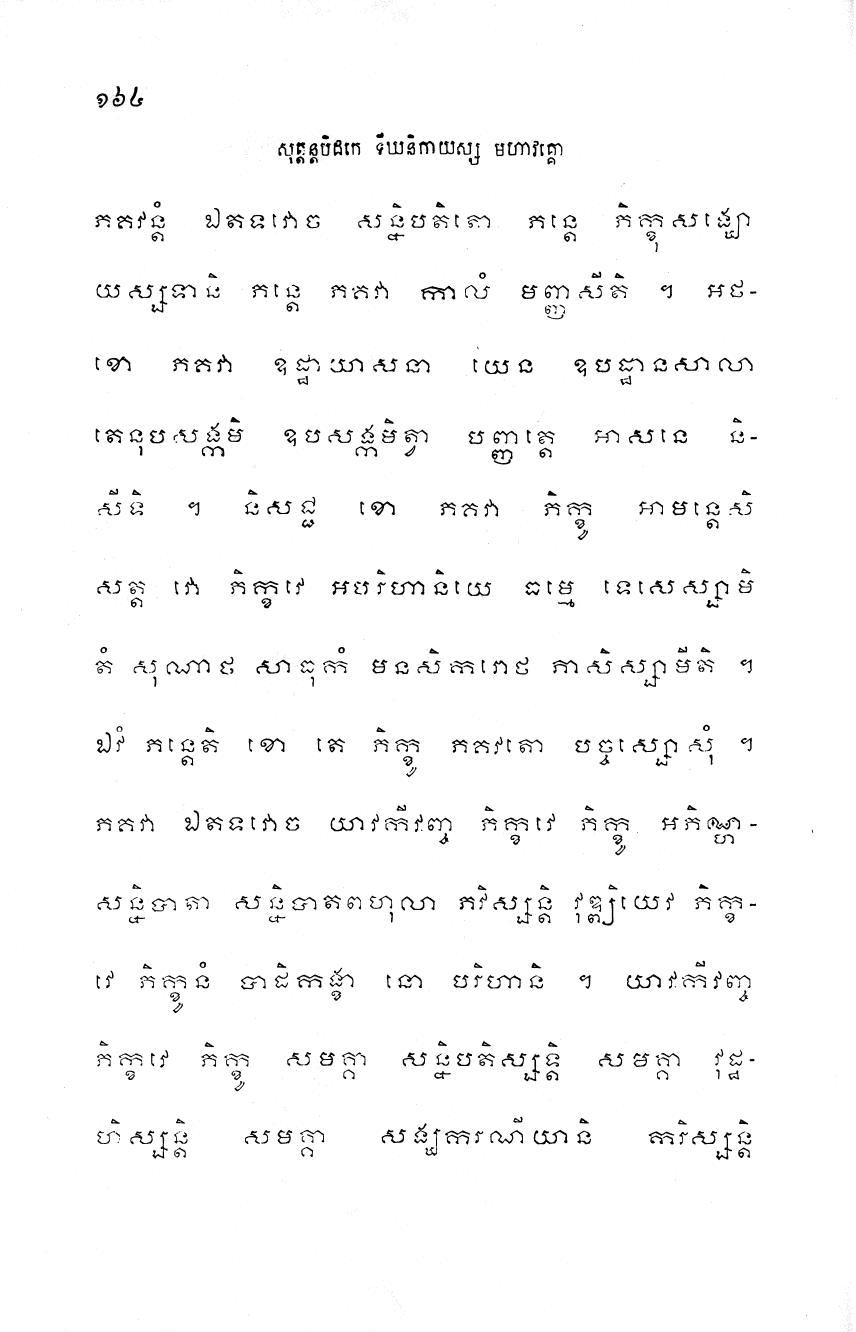 ១៦៤
សុត្តន្តបិដកេ ទីឃនិកាយស្ស មហាវគ្គោ
ភគវន្តំ ឯតទវោច សន្និបតិតោ ភន្តេ ភិក្ខុសង្ឃោ
យស្សទានិ ភន្តេ ភគវា កាលំ មញ្ញសីតិ ។ អថ-
ខោ ភគវា ឧដ្ឋាយាសនា យេន ឧបដ្ឋានសាលា
តេនុបសង្កមិ ឧបសង្កមិត្វា បញ្ញត្តេ អាសនេ និ-
សីទិ ។ និសជ្ជ ខោ ភគវា ភិក្ខូ អាមន្តេសិ
សត្ត វោ ភិក្ខវេ អបរិហានិយេ ធម្មេ ទេសេស្សាមិ
តំ សុណាថ សាធុកំ មនសិករោថ ភាសិស្សាមីតិ ។
ឯវំ ភន្តេតិ ខោ តេ ភិក្ខូ ភគវតោ បច្ចស្សោសុំ ។
ភគវា ឯតទវោច យាវកីវញ្ច ភិក្ខវេ ភិក្ខូ អភិណ្ហ-
សន្និបាតា សន្និបាតពហុលា ភវិស្សន្តិ វុឌ្ឍិយេវ ភិក្ខ-
វេ ភិក្ខូនំ បាដិកង្ខា នោ បរិហានិ ។ យាវកីវញ្ច
ភិក្ខវេ ភិក្ខូ សមគ្គា សន្និបតិស្សន្តិ សមគ្គា វុដ្ឋ-
ហិស្សន្តិ សមគ្គា សង្ឃករណីយានិ ករិស្សន្តិ